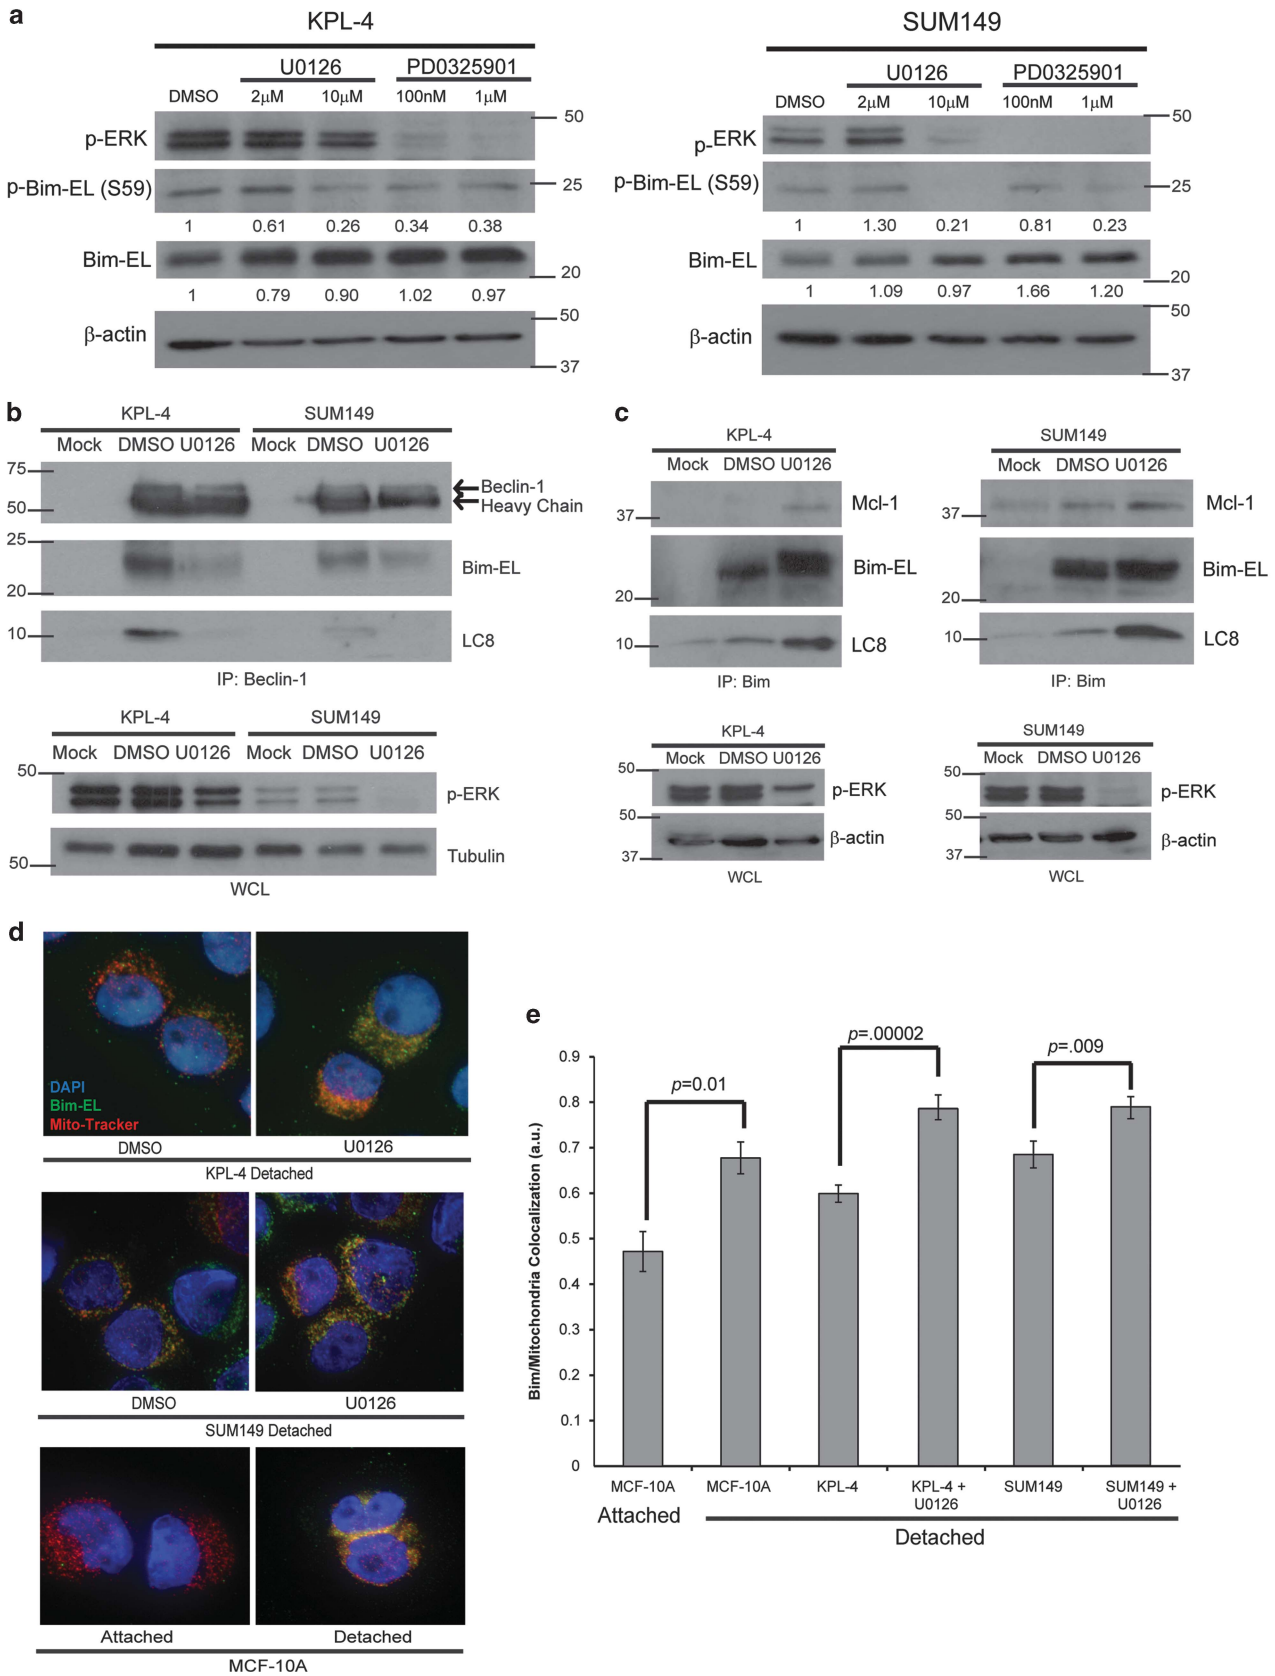 a
KPL-4
U0126 PD0325901
DMSO 2μM 10μM 100nM 1μM
p-ERK
50
p-Bim-EL (S59)
25
1 0.61 0.26 0.34 0.38
Bim-EL
20
1 0.79 0.90 1.02 0.97
50
β-actin
37
SUM149
U0126 PD0325901
DMSO 2μM 10μM 100nM 1μM
50
p-ERK
p-Bim-EL (S59)
25
1 1.30 0.21 0.81 0.23
Bim-EL
20
1 1.09 0.97 1.66 1.20
50
β-actin
37
b
KPL-4 SUM149
Mock DMSO U0126 Mock DMSO U0126
75
Beclin-1
50
Heavy Chain
25
Bim-EL
20
10
LC8
IP: Beclin-1
KPL-4 SUM149
Mock DMSO U0126 Mock DMSO U0126
50
p-ERK
Tubulin
50
WCL
c
KPL-4
Mock DMSO U0126
Mcl-1
37
Bim-EL
20
10
LC8
IP: Bim
SUM149
Mock DMSO U0126
Mcl-1
37
Bim-EL
20
10
LC8
IP: Bim
KPL-4
Mock DMSO U0126
50
p-ERK
50
β-actin
37
WCL
SUM149
Mock DMSO U0126
50
p-ERK
50
β-actin
37
WCL
d
DAPI
Bim-EL
Mito-Tracker
DMSO U0126
KPL-4 Detached
DMSO U0126
SUM149 Detached
Attached Detached
MCF-10A
e
Bim/Mitochondria Colocalization (a.u.)
0.9
0.8
0.7
0.6
0.5
0.4
0.3
0.2
0.1
0
p=0.01
p=.00002
p=.009
MCF-10A MCF-10A KPL-4 KPL-4 + U0126 SUM149 SUM149 + U0126
Attached
Detached